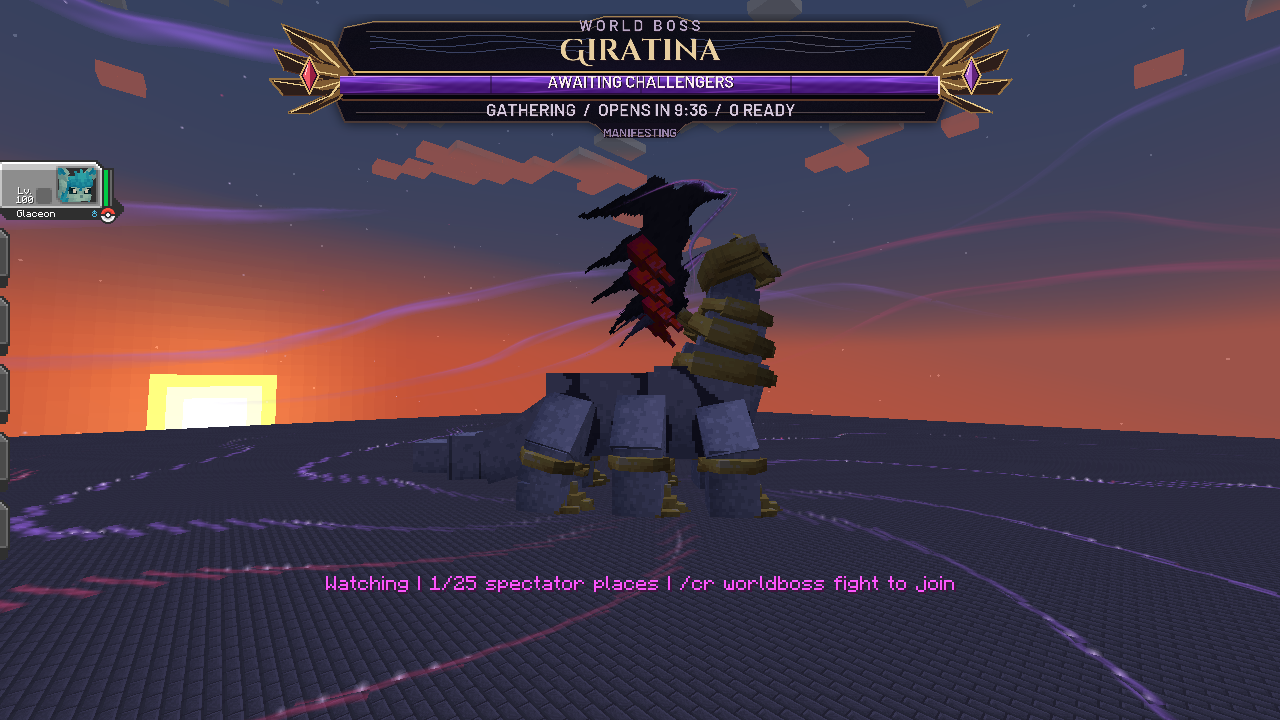 WORLD BOSS
GIRATINA
AWAITING CHALLENGERS
GATHERING / OPENS IN 9:36 / 0 READY
MANIFESTING
Lv.
100
Glaceon
Watching | 1/25 spectator places | /cr worldboss fight to join